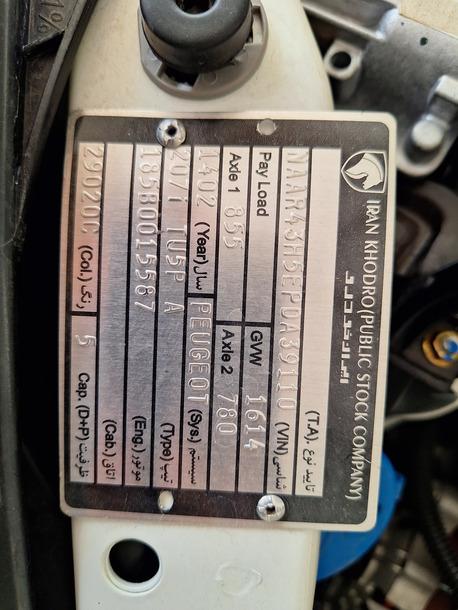 IRAN KHODRO(PUBLIC STOCK COMPANY)
ایران خودرو
(T.A). تایید نوع
NAAR43H5EP0A39110 (VIN) شاسی
Pay Load GVW 1614
Axle 1 855 Axle 2 780
1402 (Year) سال PEUGEOT (Sys.) سیستم
207i TU5P A (Type) تیپ
185B0015587 (Eng.) موتور
(Cab.) اتاق
29020C (Col.) رنگ 5 Cap. (D+P) ظرفیت